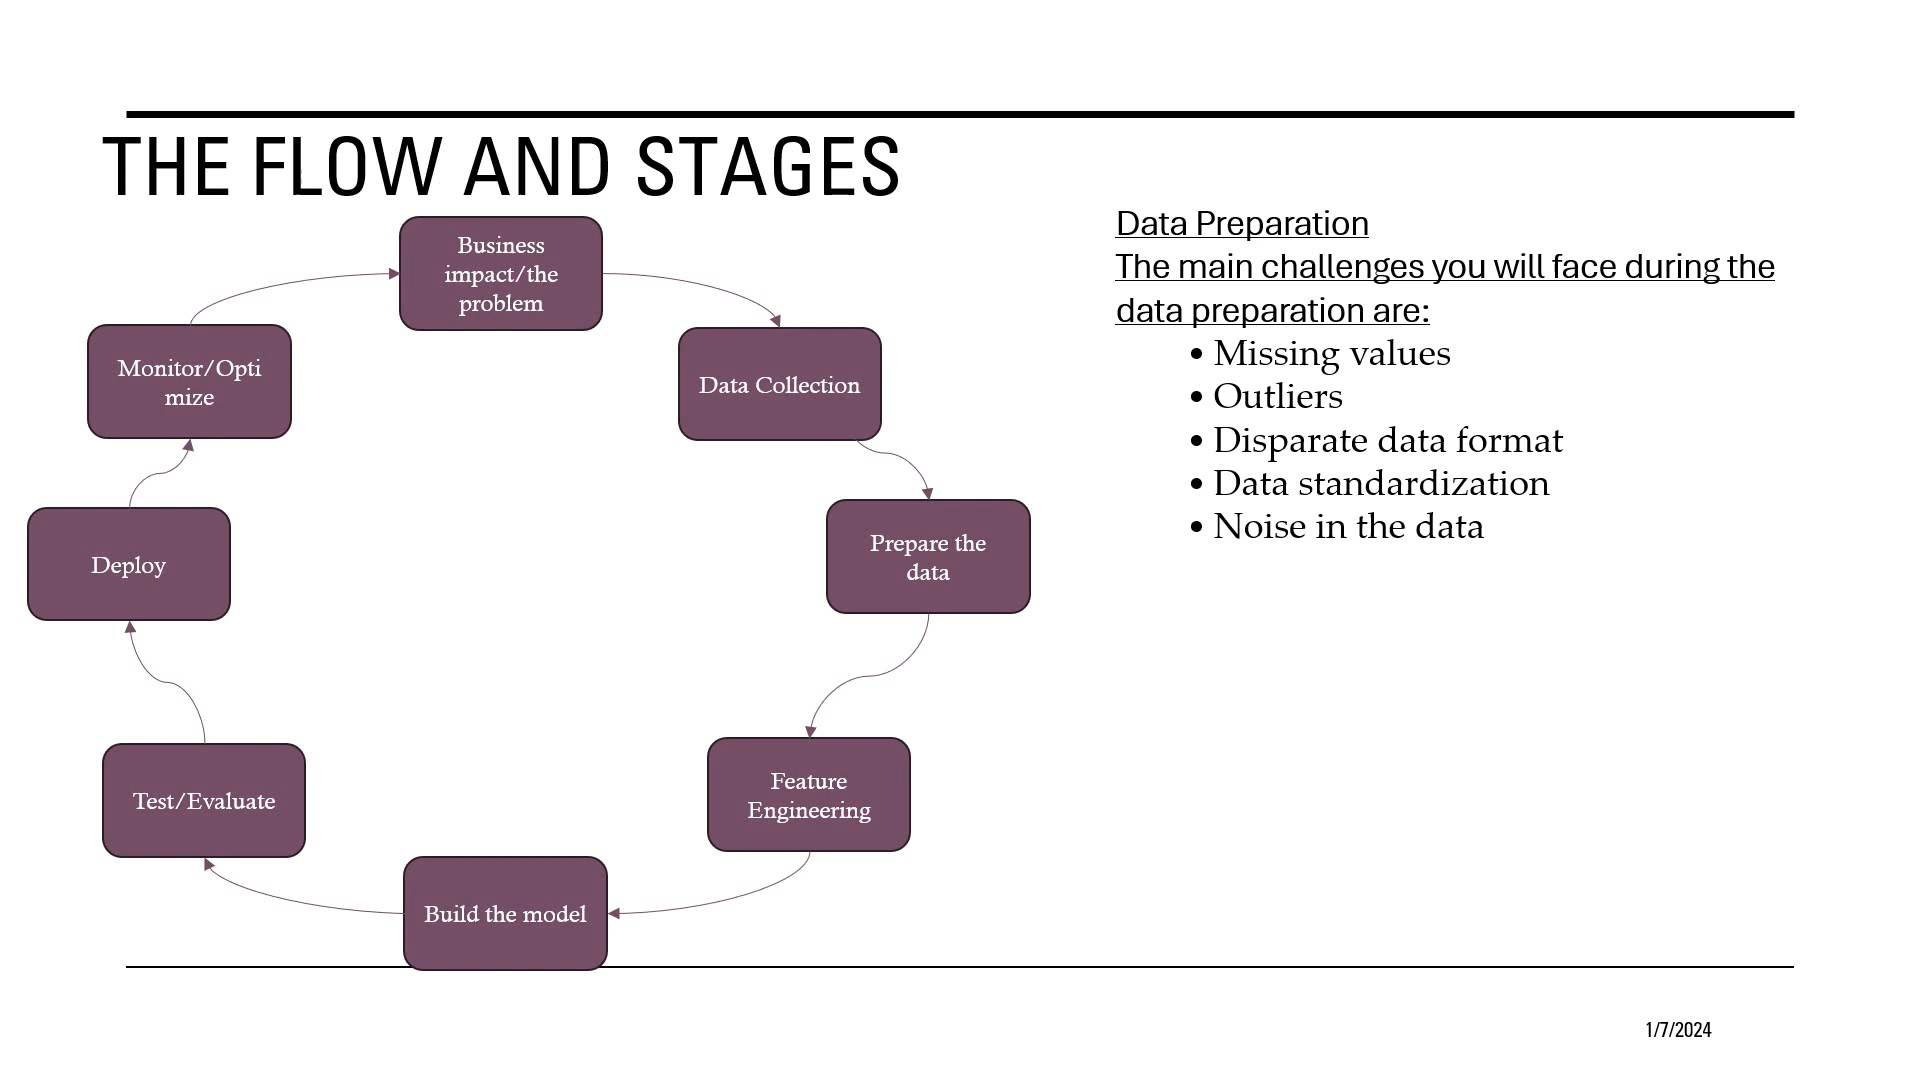 THE FLOW AND STAGES
Business
impact/the
problem
Data Collection
Prepare the
data
Feature
Engineering
Build the model
Test/Evaluate
Deploy
Monitor/Opti
mize
Data Preparation
The main challenges you will face during the
data preparation are:
• Missing values
• Outliers
• Disparate data format
• Data standardization
• Noise in the data
1/7/2024